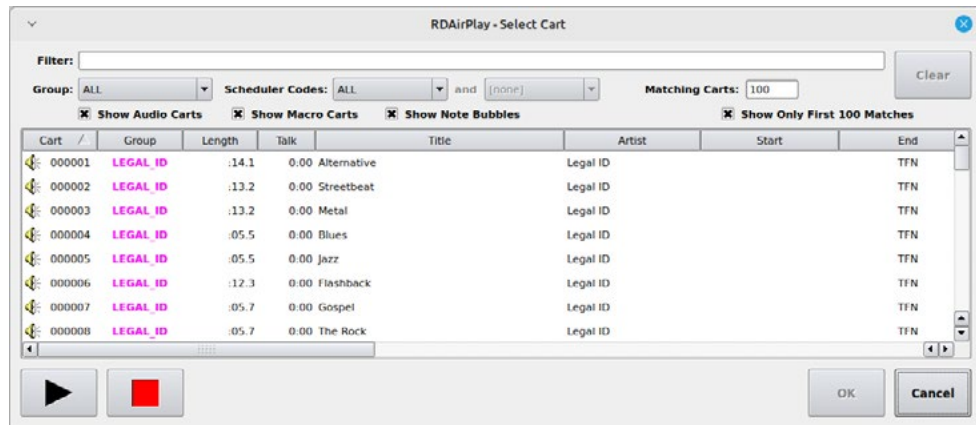 RDAirPlay - Select Cart
Filter:
Clear
Group: ALL Scheduler Codes: ALL and [none] Matching Carts: 100
Show Audio Carts Show Macro Carts Show Note Bubbles Show Only First 100 Matches
Cart Group Length Talk Title Artist Start End
000001 LEGAL_ID :14.1 0:00 Alternative Legal ID TFN
000002 LEGAL_ID :13.2 0:00 Streetbeat Legal ID TFN
000003 LEGAL_ID :13.2 0:00 Metal Legal ID TFN
000004 LEGAL_ID :05.5 0:00 Blues Legal ID TFN
000005 LEGAL_ID :05.5 0:00 Jazz Legal ID TFN
000006 LEGAL_ID :12.3 0:00 Flashback Legal ID TFN
000007 LEGAL_ID :05.7 0:00 Gospel Legal ID TFN
000008 LEGAL_ID :05.7 0:00 The Rock Legal ID TFN
OK Cancel